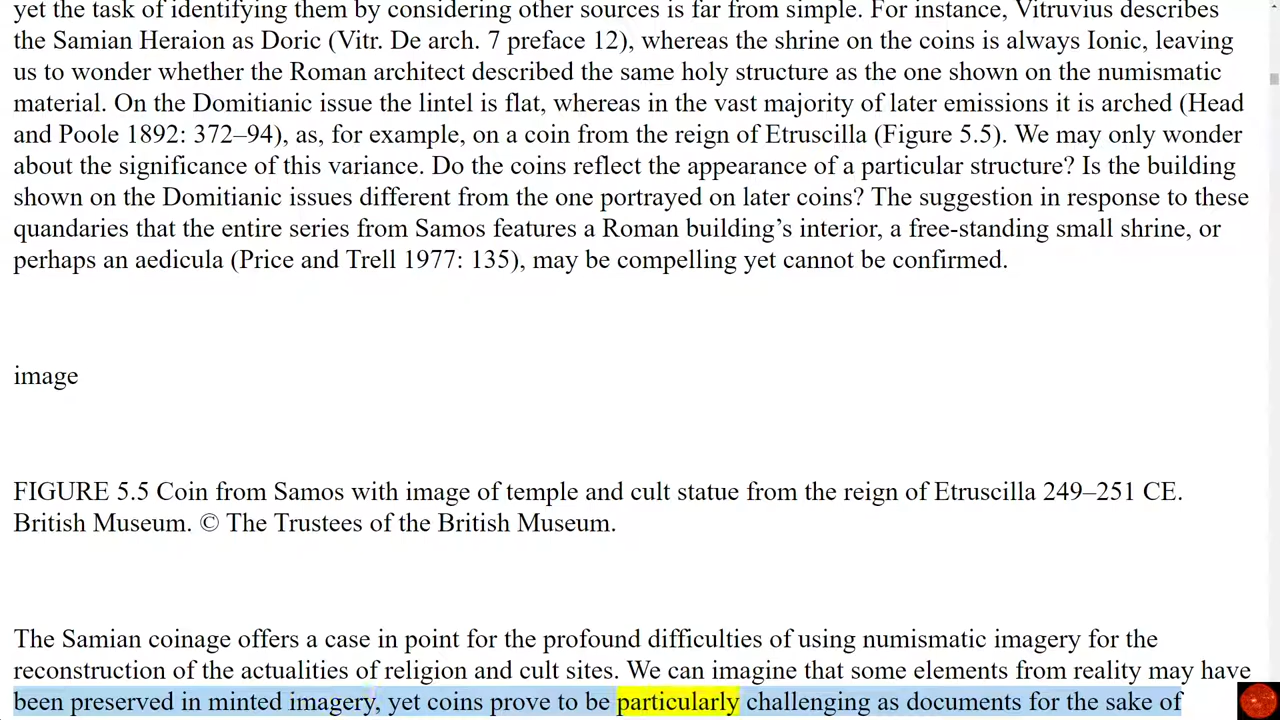 yet the task of identifying them by considering other sources is far from simple. For instance, Vitruvius describes
the Samian Heraion as Doric (Vitr. De arch. 7 preface 12), whereas the shrine on the coins is always Ionic, leaving
us to wonder whether the Roman architect described the same holy structure as the one shown on the numismatic
material. On the Domitianic issue the lintel is flat, whereas in the vast majority of later emissions it is arched (Head
and Poole 1892: 372–94), as, for example, on a coin from the reign of Etruscilla (Figure 5.5). We may only wonder
about the significance of this variance. Do the coins reflect the appearance of a particular structure? Is the building
shown on the Domitianic issues different from the one portrayed on later coins? The suggestion in response to these
quandaries that the entire series from Samos features a Roman building’s interior, a free-standing small shrine, or
perhaps an aedicula (Price and Trell 1977: 135), may be compelling yet cannot be confirmed.
image
FIGURE 5.5 Coin from Samos with image of temple and cult statue from the reign of Etruscilla 249–251 CE.
British Museum. © The Trustees of the British Museum.
The Samian coinage offers a case in point for the profound difficulties of using numismatic imagery for the
reconstruction of the actualities of religion and cult sites. We can imagine that some elements from reality may have
been preserved in minted imagery, yet coins prove to be particularly challenging as documents for the sake of